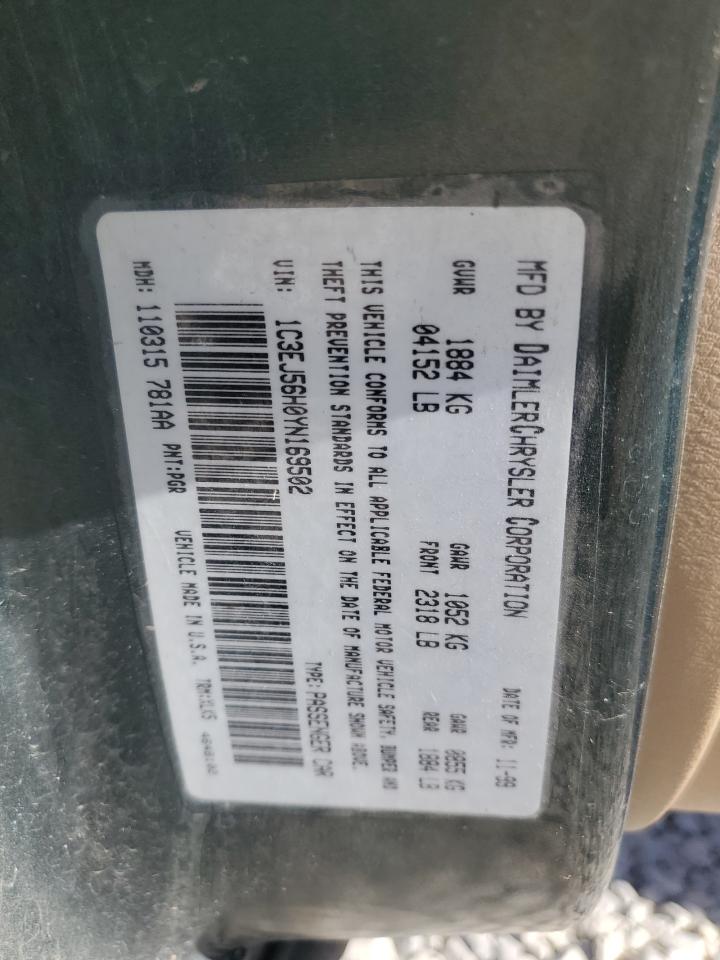 MFD BY DAIMLERCHRYSLER CORPORATION DATE OF MFR: 11-99
GVWR 1884 KG GAWR 1052 KG GAWR 0855 KG
04152 LB FRONT 2318 LB REAR 1884 LB
THIS VEHICLE CONFORMS TO ALL APPLICABLE FEDERAL MOTOR VEHICLE SAFETY, BUMPER AND
THEFT PREVENTION STANDARDS IN EFFECT ON THE DATE OF MANUFACTURE SHOWN ABOVE.
VIN: 1C3EJ56H0YN169502 TYPE: PASSENGER CAR
MDH: 110315 781AA PNT:PGR VEHICLE MADE IN U.S.A. TRM:XLK5